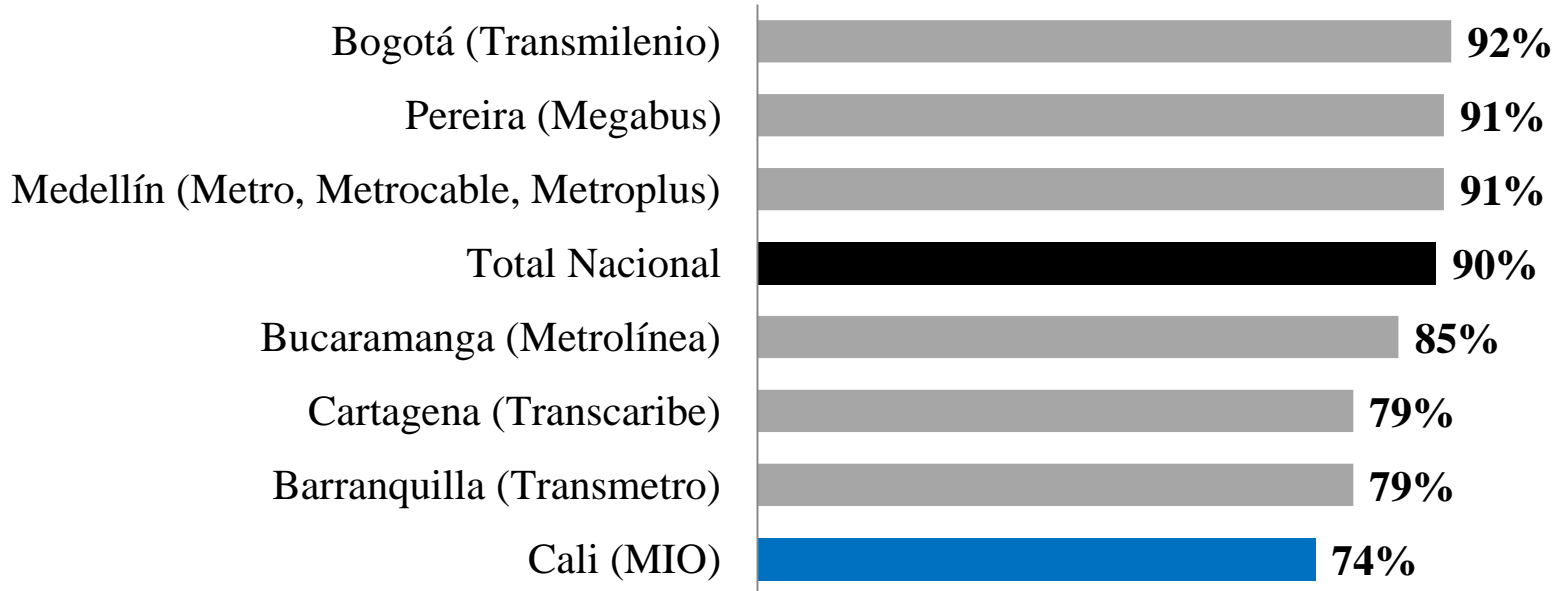 Bogotá (Transmilenio) 92%
Pereira (Megabus) 91%
Medellín (Metro, Metrocable, Metroplus) 91%
Total Nacional 90%
Bucaramanga (Metrolínea) 85%
Cartagena (Transcaribe) 79%
Barranquilla (Transmetro) 79%
Cali (MIO) 74%